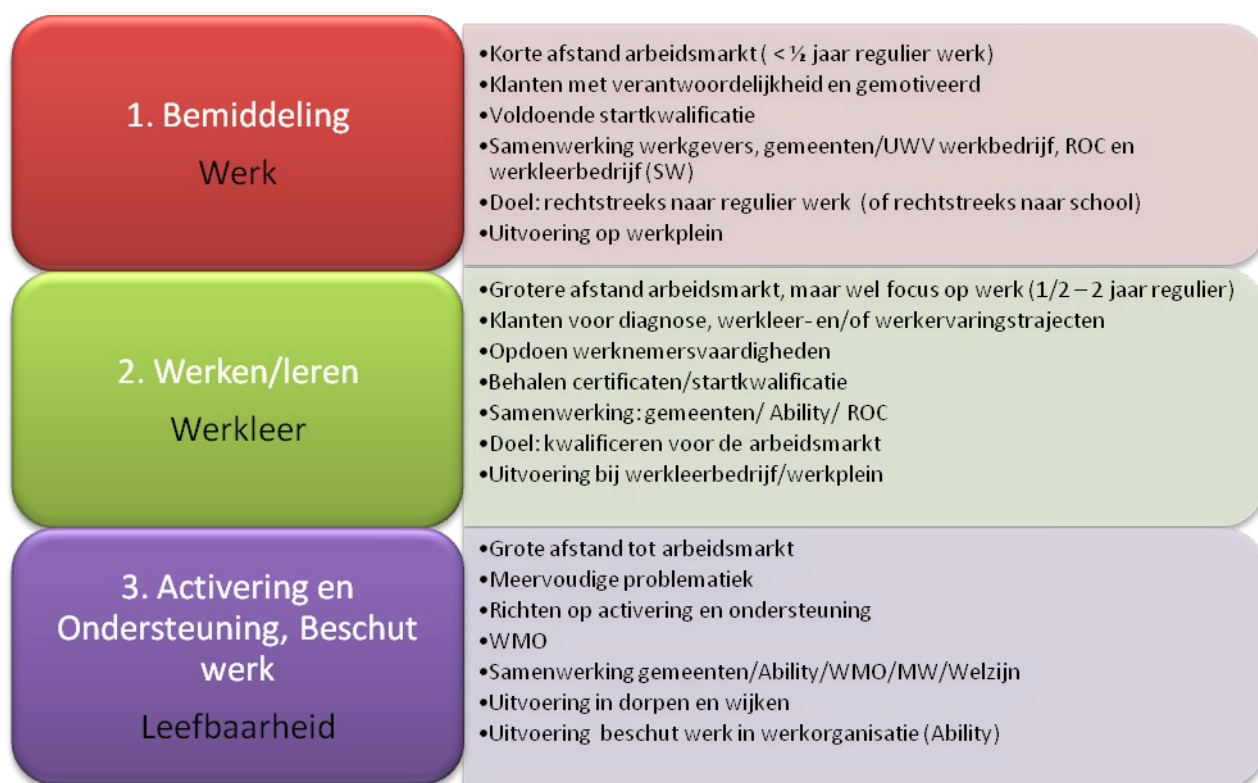 1. Bemiddeling
Werk
•Korte afstand arbeidsmarkt ( < ½ jaar regulier werk)
•Klanten met verantwoordelijkheid en gemotiveerd
•Voldoende startkwalificatie
•Samenwerking werkgevers, gemeenten/UWV werkbedrijf, ROC en
werkleerbedrijf (SW)
•Doel: rechtstreeks naar regulier werk (of rechtstreeks naar school)
•Uitvoering op werkplein
2. Werken/leren
Werkleer
•Grotere afstand arbeidsmarkt, maar wel focus op werk (1/2 – 2 jaar regulier)
•Klanten voor diagnose, werkleer- en/of werkervaringstrajecten
•Opdoen werknemersvaardigheden
•Behalen certificaten/startkwalificatie
•Samenwerking: gemeenten/ Ability/ ROC
•Doel: kwalificeren voor de arbeidsmarkt
•Uitvoering bij werkleerbedrijf/werkplein
3. Activering en
Ondersteuning, Beschut
werk
Leefbaarheid
•Grote afstand tot arbeidsmarkt
•Meervoudige problematiek
•Richten op activering en ondersteuning
•WMO
•Samenwerking gemeenten/Ability/WMO/MW/Welzijn
•Uitvoering in dorpen en wijken
•Uitvoering beschut werk in werkorganisatie (Ability)